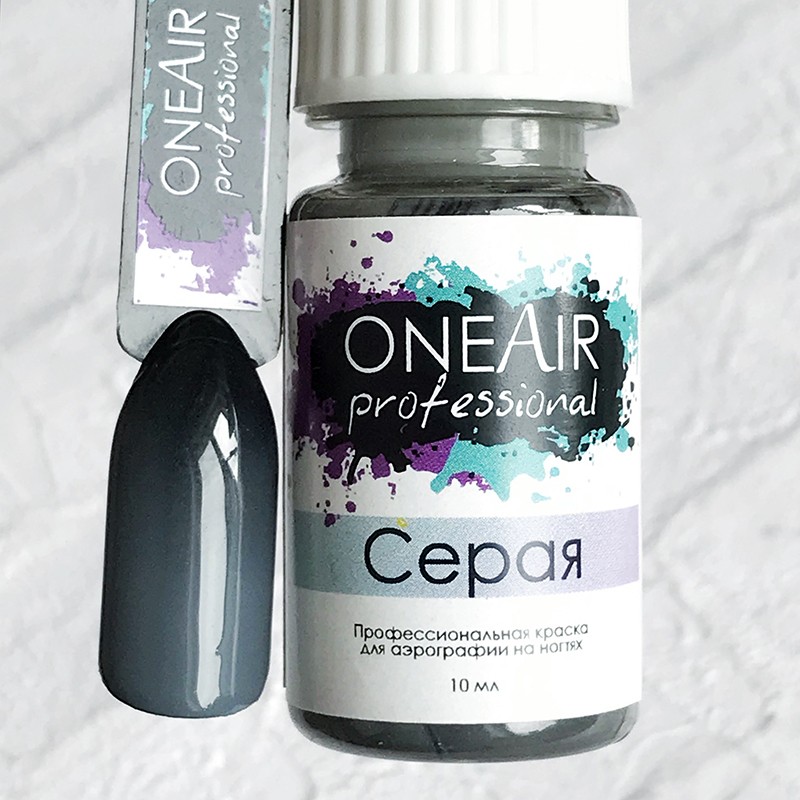 ONEAIR
professional
ONEAIR
professional
Серая
Профессиональная краска
для аэрографии на ногтях
10 мл